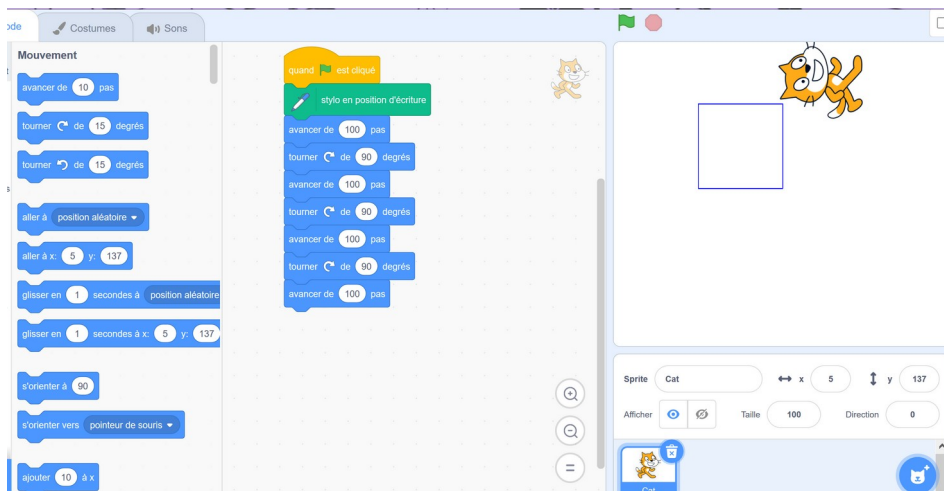 ode Costumes Sons
Mouvement
avancer de 10 pas
tourner de 15 degrés
tourner de 15 degrés
aller à position aléatoire
aller à x: 5 y: 137
glisser en 1 secondes à position aléatoire
glisser en 1 secondes à x: 5 y: 137
s'orienter à 90
s'orienter vers pointeur de souris
ajouter 10 à x
quand est cliqué
stylo en position d'écriture
avancer de 100 pas
tourner de 90 degrés
avancer de 100 pas
tourner de 90 degrés
avancer de 100 pas
tourner de 90 degrés
avancer de 100 pas
Sprite Cat x 5 y 137
Afficher Taille 100 Direction 0
Cat